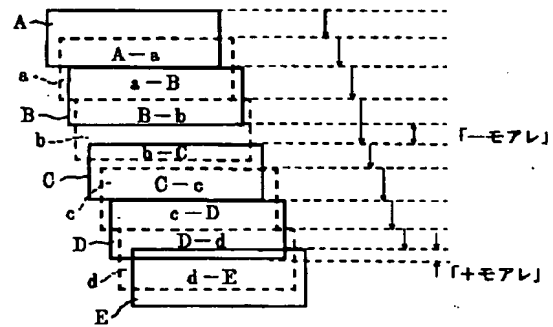 A
A－a
a
a－B
B
B－b
「－モアレ」
b
b－C
C
C－c
c
c－D
D
D－d
「＋モアレ」
d
d－E
E